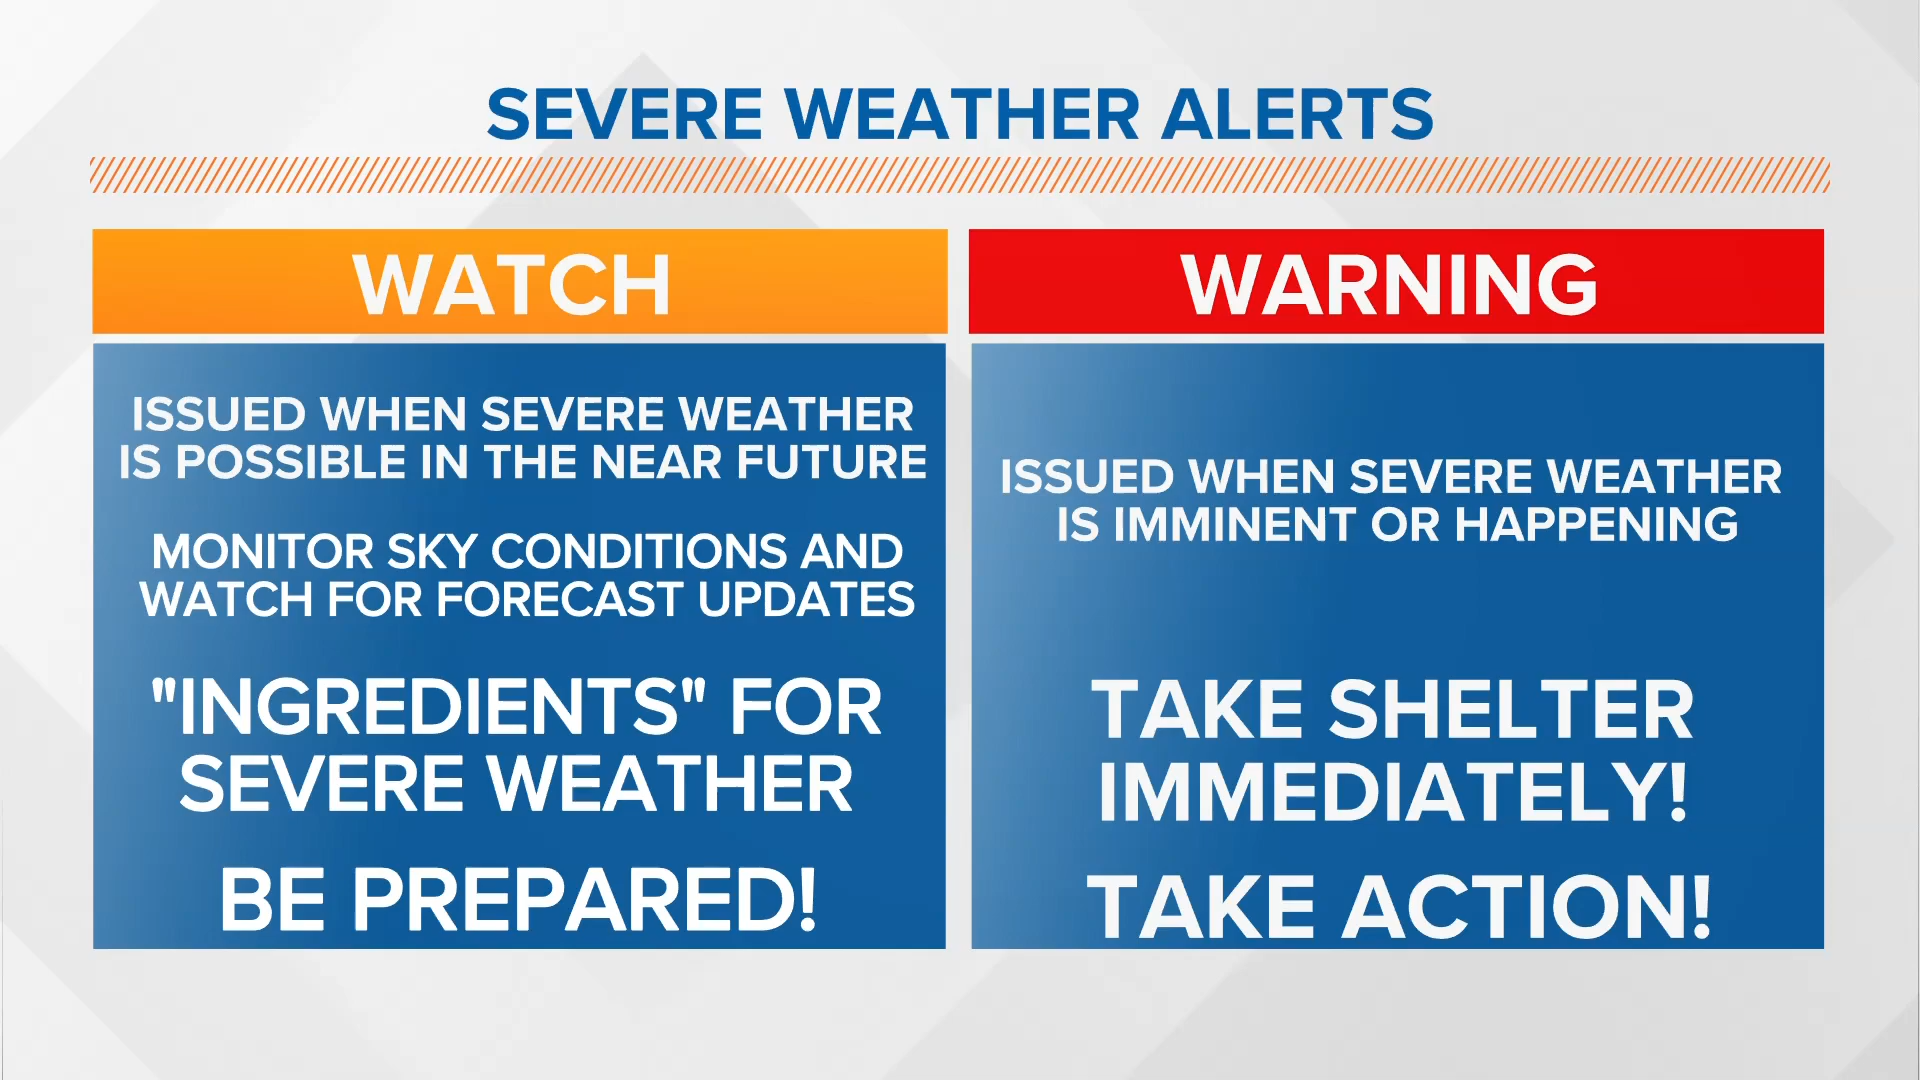 SEVERE WEATHER ALERTS
WATCH
ISSUED WHEN SEVERE WEATHER
IS POSSIBLE IN THE NEAR FUTURE
MONITOR SKY CONDITIONS AND
WATCH FOR FORECAST UPDATES
"INGREDIENTS" FOR
SEVERE WEATHER
BE PREPARED!
WARNING
ISSUED WHEN SEVERE WEATHER
IS IMMINENT OR HAPPENING
TAKE SHELTER
IMMEDIATELY!
TAKE ACTION!